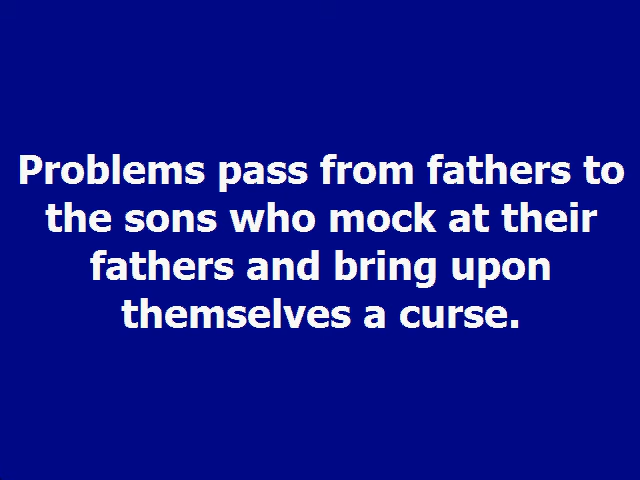 Problems pass from fathers to
the sons who mock at their
fathers and bring upon
themselves a curse.